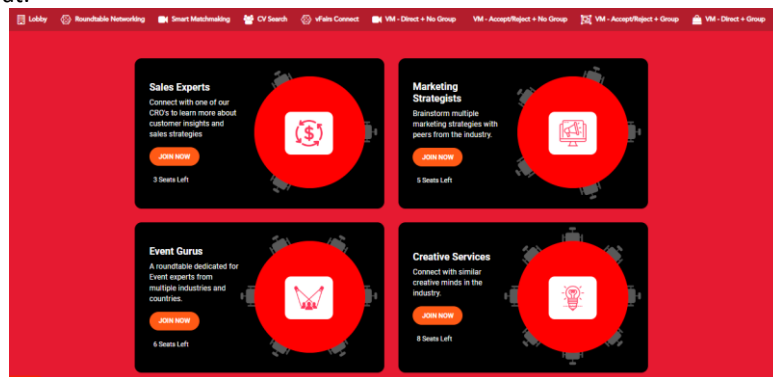 Lobby Roundtable Networking Smart Matchmaking CV Search vFairs Connect VM - Direct + No Group VM - Accept/Reject + No Group VM - Accept/Reject + Group VM - Direct + Group
Sales Experts
Connect with one of our
CRO's to learn more about
customer insights and
sales strategies
JOIN NOW
3 Seats Left
Marketing
Strategists
Brainstorm multiple
marketing strategies with
peers from the industry.
JOIN NOW
5 Seats Left
Event Gurus
A roundtable dedicated for
Event experts from
multiple industries and
countries.
JOIN NOW
6 Seats Left
Creative Services
Connect with similar
creative minds in the
industry.
JOIN NOW
8 Seats Left